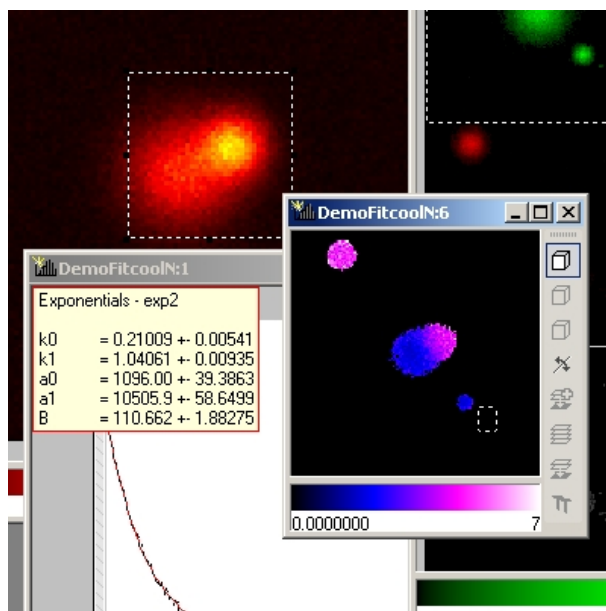 DemoFitcoolN:6
DemoFitcoolN:1
Exponentials - exp2
k0 = 0.21009 +- 0.00541
k1 = 1.04061 +- 0.00935
a0 = 1096.00 +- 39.3863
a1 = 10505.9 +- 58.6499
B = 110.662 +- 1.88275
0.0000000 7